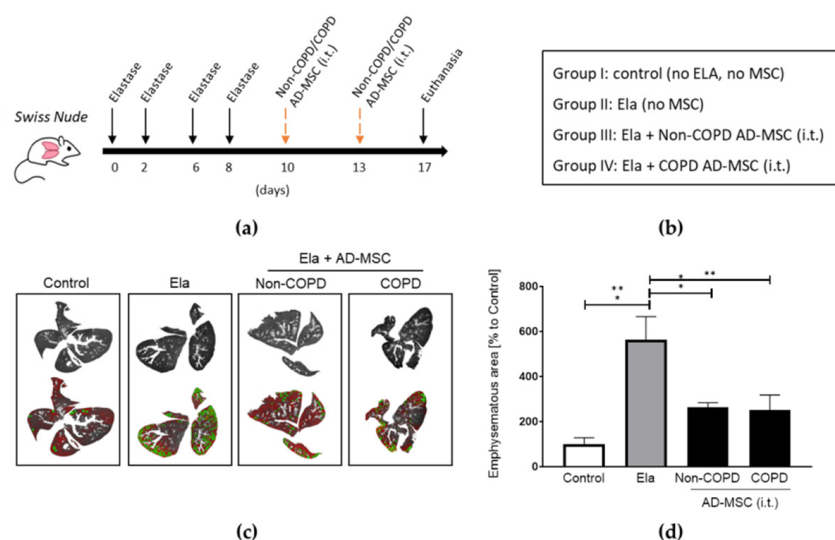 Elastase
Elastase
Elastase
Elastase
Non-COPD/COPD
AD-MSC (i.t.)
Non-COPD/COPD
AD-MSC (i.t.)
Euthanasia
Swiss Nude
0 2 6 8 10 13 17
(days)
(a)
Group I: control (no ELA, no MSC)
Group II: Ela (no MSC)
Group III: Ela + Non-COPD AD-MSC (i.t.)
Group IV: Ela + COPD AD-MSC (i.t.)
(b)
Ela + AD-MSC
Control Ela Non-COPD COPD
(c)
Emphysematous area [% to Control]
800
600
400
200
0
**
*
*
*
**
Control Ela Non-COPD COPD
AD-MSC (i.t.)
(d)